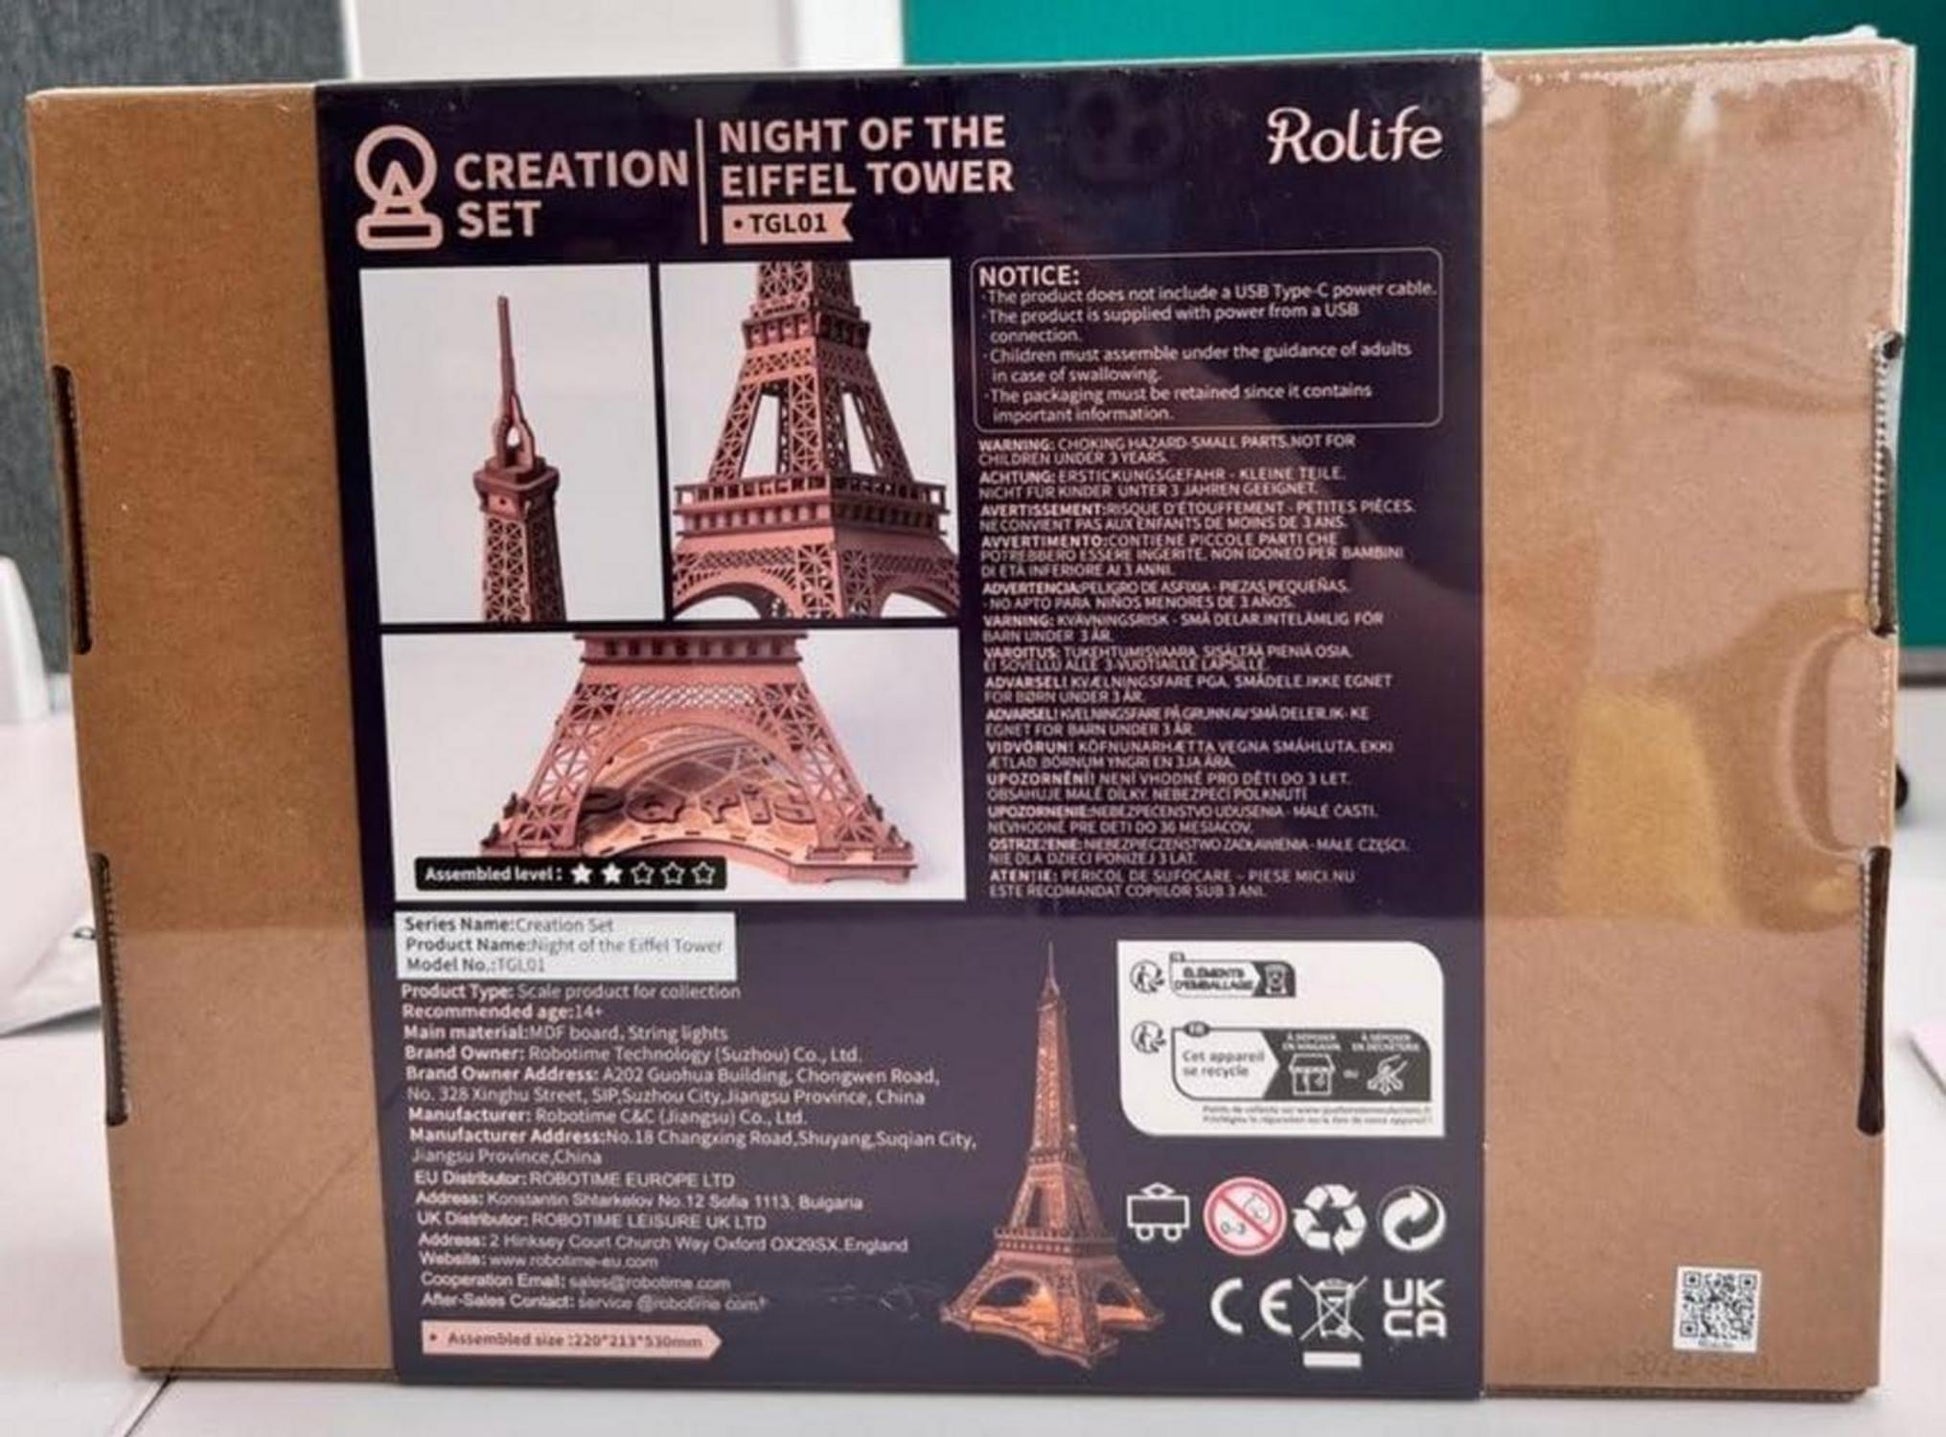 CREATION
SET
NIGHT OF THE
EIFFEL TOWER
• TGL01
Rolife
NOTICE:
·The product does not include a USB Type-C power cable.
·The product is supplied with power from a USB
connection.
·Children must assemble under the guidance of adults
in case of swallowing.
·The packaging must be retained since it contains
important information.
WARNING: CHOKING HAZARD-SMALL PARTS.NOT FOR
CHILDREN UNDER 3 YEARS.
ACHTUNG: ERSTICKUNGSGEFAHR - KLEINE TEILE.
NICHT FÜR KINDER UNTER 3 JAHREN GEEIGNET.
AVERTISSEMENT:RISQUE D'ÉTOUFFEMENT - PETITES PIÈCES.
NE CONVIENT PAS AUX ENFANTS DE MOINS DE 3 ANS.
AVVERTIMENTO:CONTIENE PICCOLE PARTI CHE
POTREBBERO ESSERE INGERITE. NON IDONEO PER BAMBINI
DI ETÀ INFERIORE AI 3 ANNI.
ADVERTENCIA:PELIGRO DE ASFIXIA - PIEZAS PEQUEÑAS.
- NO APTO PARA NIÑOS MENORES DE 3 AÑOS.
VARNING: KVÄVNINGSRISK - SMÅ DELAR.INTELÄMLIG FÖR
BARN UNDER 3 ÅR.
VAROITUS: TUKEHTUMISVAARA. SISÄLTÄÄ PIENIÄ OSIA.
EI SOVELLU ALLE 3-VUOTIAILLE LAPSILLE.
ADVARSEL! KVÆLNINGSFARE PGA. SMÅDELE.IKKE EGNET
FOR BØRN UNDER 3 ÅR.
ADVARSEL! KVELNINGSFARE PÅ GRUNN AV SMÅ DELER.IK- KE
EGNET FOR BARN UNDER 3 ÅR.
VIDVÖRUN! KÖFNUNARHÆTTA VEGNA SMÁHLUTA. EKKI
ÆTLAÐ BÖRNUM YNGRI EN 3JA ÁRA.
UPOZORNĚNÍ! NENÍ VHODNÉ PRO DĚTI DO 3 LET.
OBSAHUJE MALÉ DÍLKY. NEBEZPEČÍ POLKNUTÍ
UPOZORNENIE:NEBEZPEČENSTVO UDUSENIA - MALÉ ČASTI.
NEVHODNÉ PRE DETI DO 36 MESIACOV.
OSTRZEŻENIE: NIEBEZPIECZEŃSTWO ZADŁAWIENIA - MAŁE CZĘŚCI.
NIE DLA DZIECI PONIŻEJ 3 LAT.
ATENȚIE: PERICOL DE SUFOCARE - PIESE MICI.NU
ESTE RECOMANDAT COPIILOR SUB 3 ANI.
Paris
Assembled level:
Series Name:Creation Set
Product Name:Night of the Eiffel Tower
Model No.:TGL01
Product Type: Scale product for collection
Recommended age:14+
Main material:MDF board, String lights
Brand Owner: Robotime Technology (Suzhou) Co., Ltd.
Brand Owner Address: A202 Guohua Building, Chongwen Road,
No. 328 Xinghu Street, SIP,Suzhou City,Jiangsu Province, China
Manufacturer: Robotime C&C (Jiangsu) Co., Ltd.
Manufacturer Address:No.18 Changxing Road,Shuyang,Suqian City,
Jiangsu Province,China
EU Distributor: ROBOTIME EUROPE LTD
Address: Konstantin Shtarkelov No.12 Sofia 1113, Bulgaria
UK Distributor: ROBOTIME LEISURE UK LTD
Address: 2 Hinksey Court Church Way Oxford OX29SX,England
Website: www.robotime-eu.com
Cooperation Email: sales@robotime.com
After-Sales Contact: service @robotime.com
• Assembled size :220*213*530mm
ÉLÉMENTS
D'EMBALLAGE
FR
Cet appareil
se recycle
À DÉPOSER
EN MAGASIN
OU
À DÉPOSER
EN DÉCHÈTERIE
0-3
CE
UK
CA